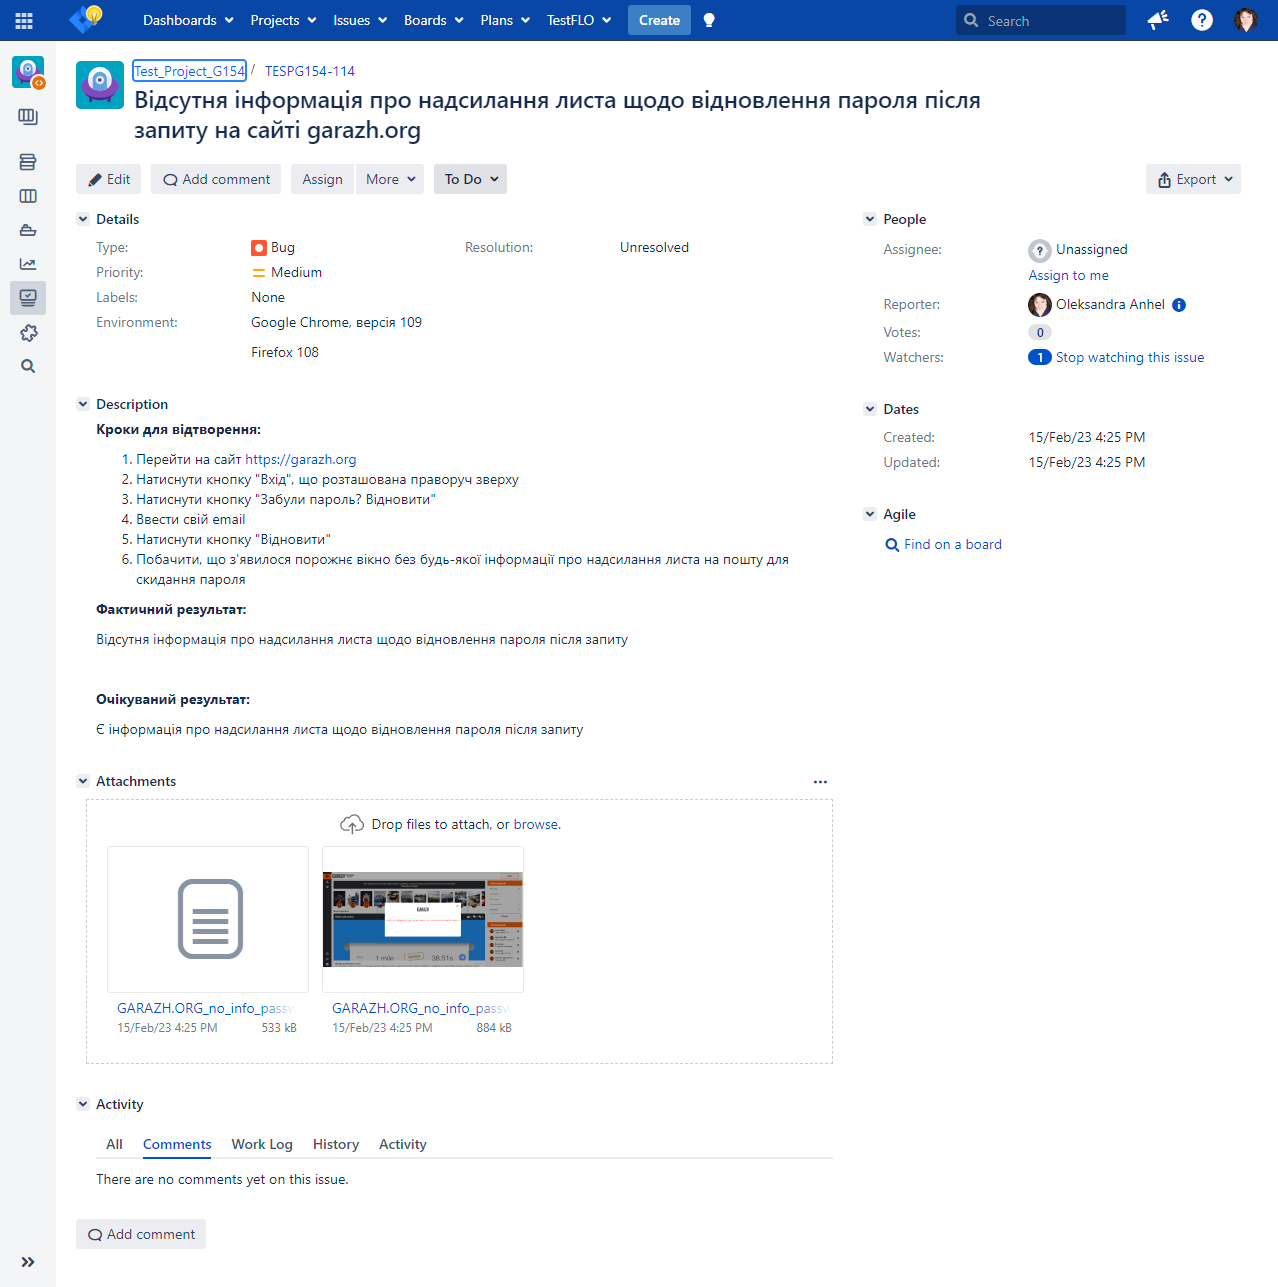 Dashboards Projects Issues Boards Plans TestFLO Create Search
Test_Project_G154 / TESPG154-114
Відсутня інформація про надсилання листа щодо відновлення пароля після
запиту на сайті garazh.org
Edit Add comment Assign More To Do Export
Details
Type: Bug Resolution: Unresolved
Priority: Medium
Labels: None
Environment: Google Chrome, версія 109
Firefox 108
Description
Кроки для відтворення:
1. Перейти на сайт https://garazh.org
2. Натиснути кнопку "Вхід", що розташована праворуч зверху
3. Натиснути кнопку "Забули пароль? Відновити"
4. Ввести свій email
5. Натиснути кнопку "Відновити"
6. Побачити, що з'явилося порожнє вікно без будь-якої інформації про надсилання листа на пошту для
скидання пароля
Фактичний результат:
Відсутня інформація про надсилання листа щодо відновлення пароля після запиту
Очікуваний результат:
Є інформація про надсилання листа щодо відновлення пароля після запиту
Attachments
Drop files to attach, or browse.
1 mile 38.51s
GARAZH.ORG_no_info_passw GARAZH.ORG_no_info_passw
15/Feb/23 4:25 PM 533 kB 15/Feb/23 4:25 PM 884 kB
Activity
All Comments Work Log History Activity
There are no comments yet on this issue.
Add comment
People
Assignee: Unassigned
Assign to me
Reporter: Oleksandra Anhel
Votes: 0
Watchers: 1 Stop watching this issue
Dates
Created: 15/Feb/23 4:25 PM
Updated: 15/Feb/23 4:25 PM
Agile
Find on a board